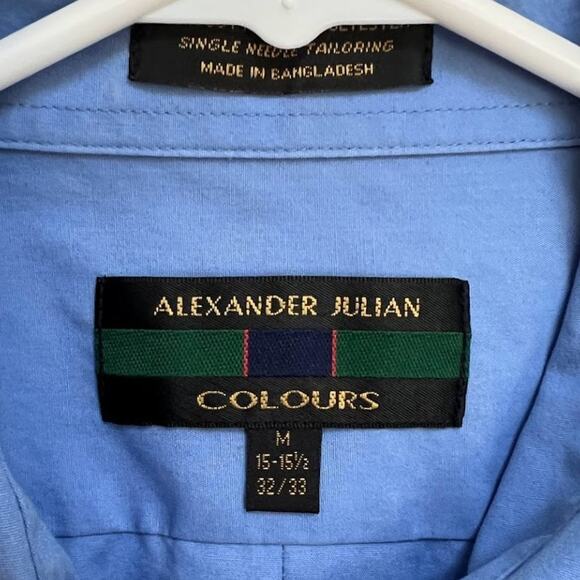 SINGLE NEEDLE TAILORING
MADE IN BANGLADESH
ALEXANDER JULIAN
COLOURS
M
15-15½
32/33